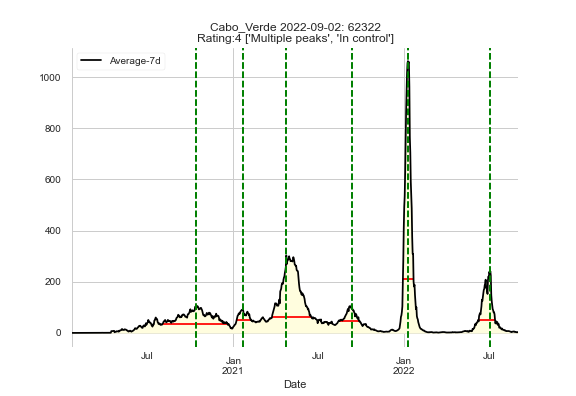 Cabo_Verde 2022-09-02: 62322
Rating:4 ['Multiple peaks', 'In control']
Average-7d
1000
800
600
400
200
0
Jul
Jan
2021
Jul
Jan
2022
Jul
Date